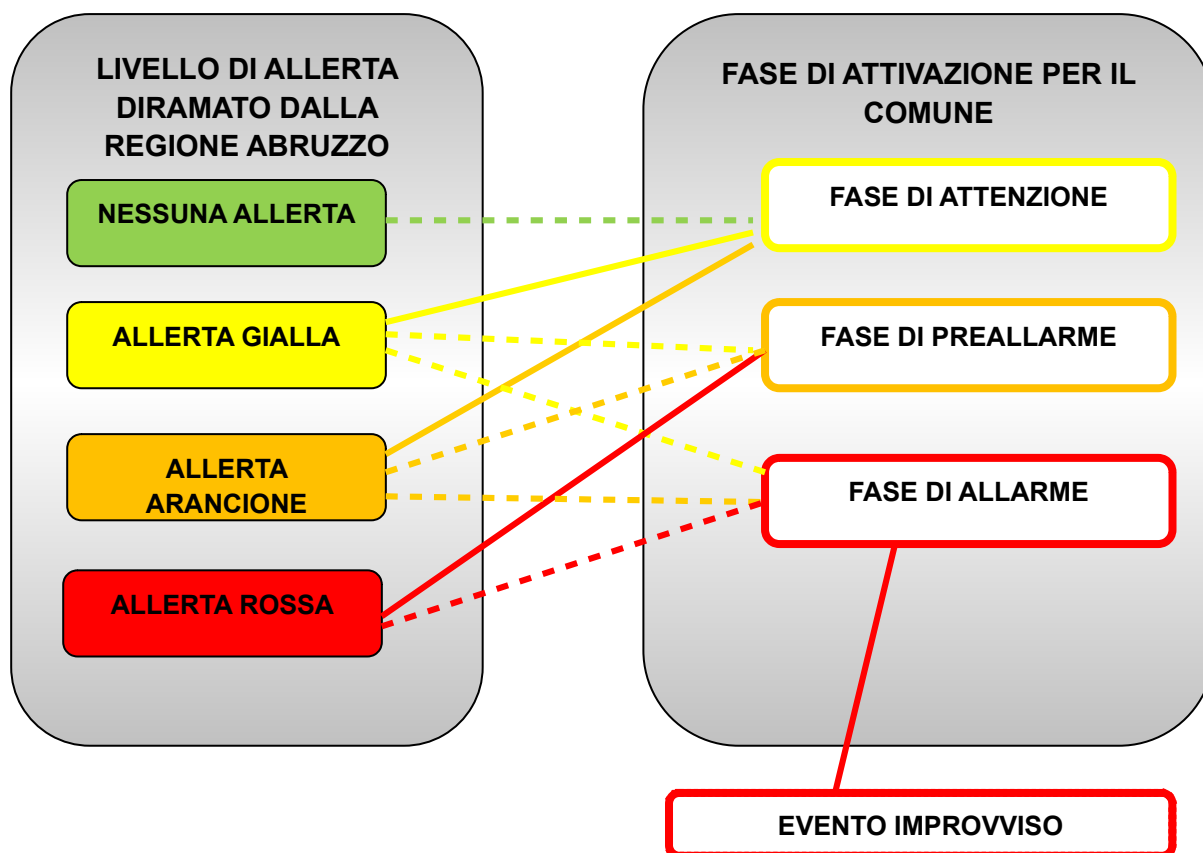 LIVELLO DI ALLERTA
DIRAMATO DALLA
REGIONE ABRUZZO
NESSUNA ALLERTA
ALLERTA GIALLA
ALLERTA
ARANCIONE
ALLERTA ROSSA
FASE DI ATTIVAZIONE PER IL
COMUNE
FASE DI ATTENZIONE
FASE DI PREALLARME
FASE DI ALLARME
EVENTO IMPROVVISO